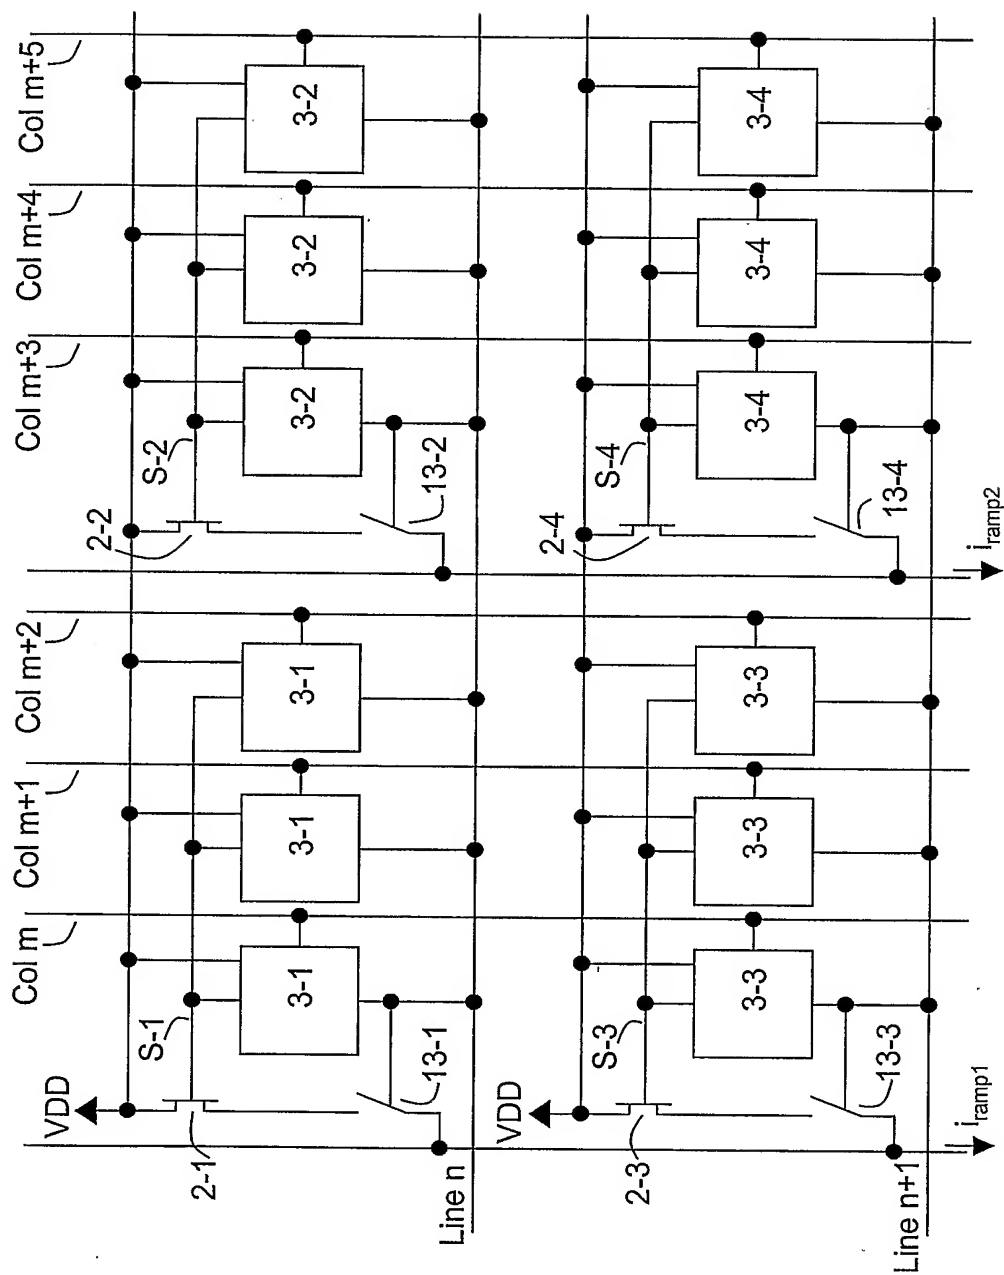 Col m
Col m+1
Col m+2
Col m+3
Col m+4
Col m+5
VDD
2-2
S-1
S-2
2-1
3-1
3-1
3-1
3-2
3-2
3-2
13-1
13-2
Line n
VDD
2-4
S-3
S-4
2-3
3-3
3-3
3-3
3-4
3-4
3-4
13-3
13-4
Line n+1
iramp1
iramp2